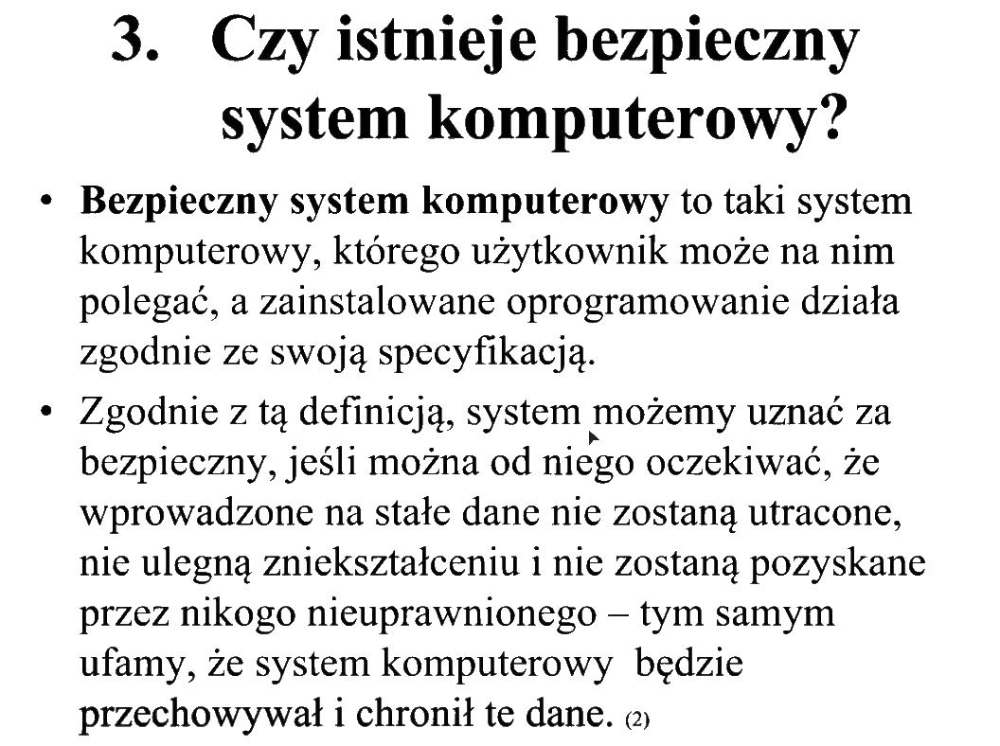 3. Czy istnieje bezpieczny
system komputerowy?
• Bezpieczny system komputerowy to taki system
komputerowy, którego użytkownik może na nim
polegać, a zainstalowane oprogramowanie działa
zgodnie ze swoją specyfikacją.
• Zgodnie z tą definicją, system możemy uznać za
bezpieczny, jeśli można od niego oczekiwać, że
wprowadzone na stałe dane nie zostaną utracone,
nie ulegną zniekształceniu i nie zostaną pozyskane
przez nikogo nieuprawnionego – tym samym
ufamy, że system komputerowy będzie
przechowywał i chronił te dane. (2)